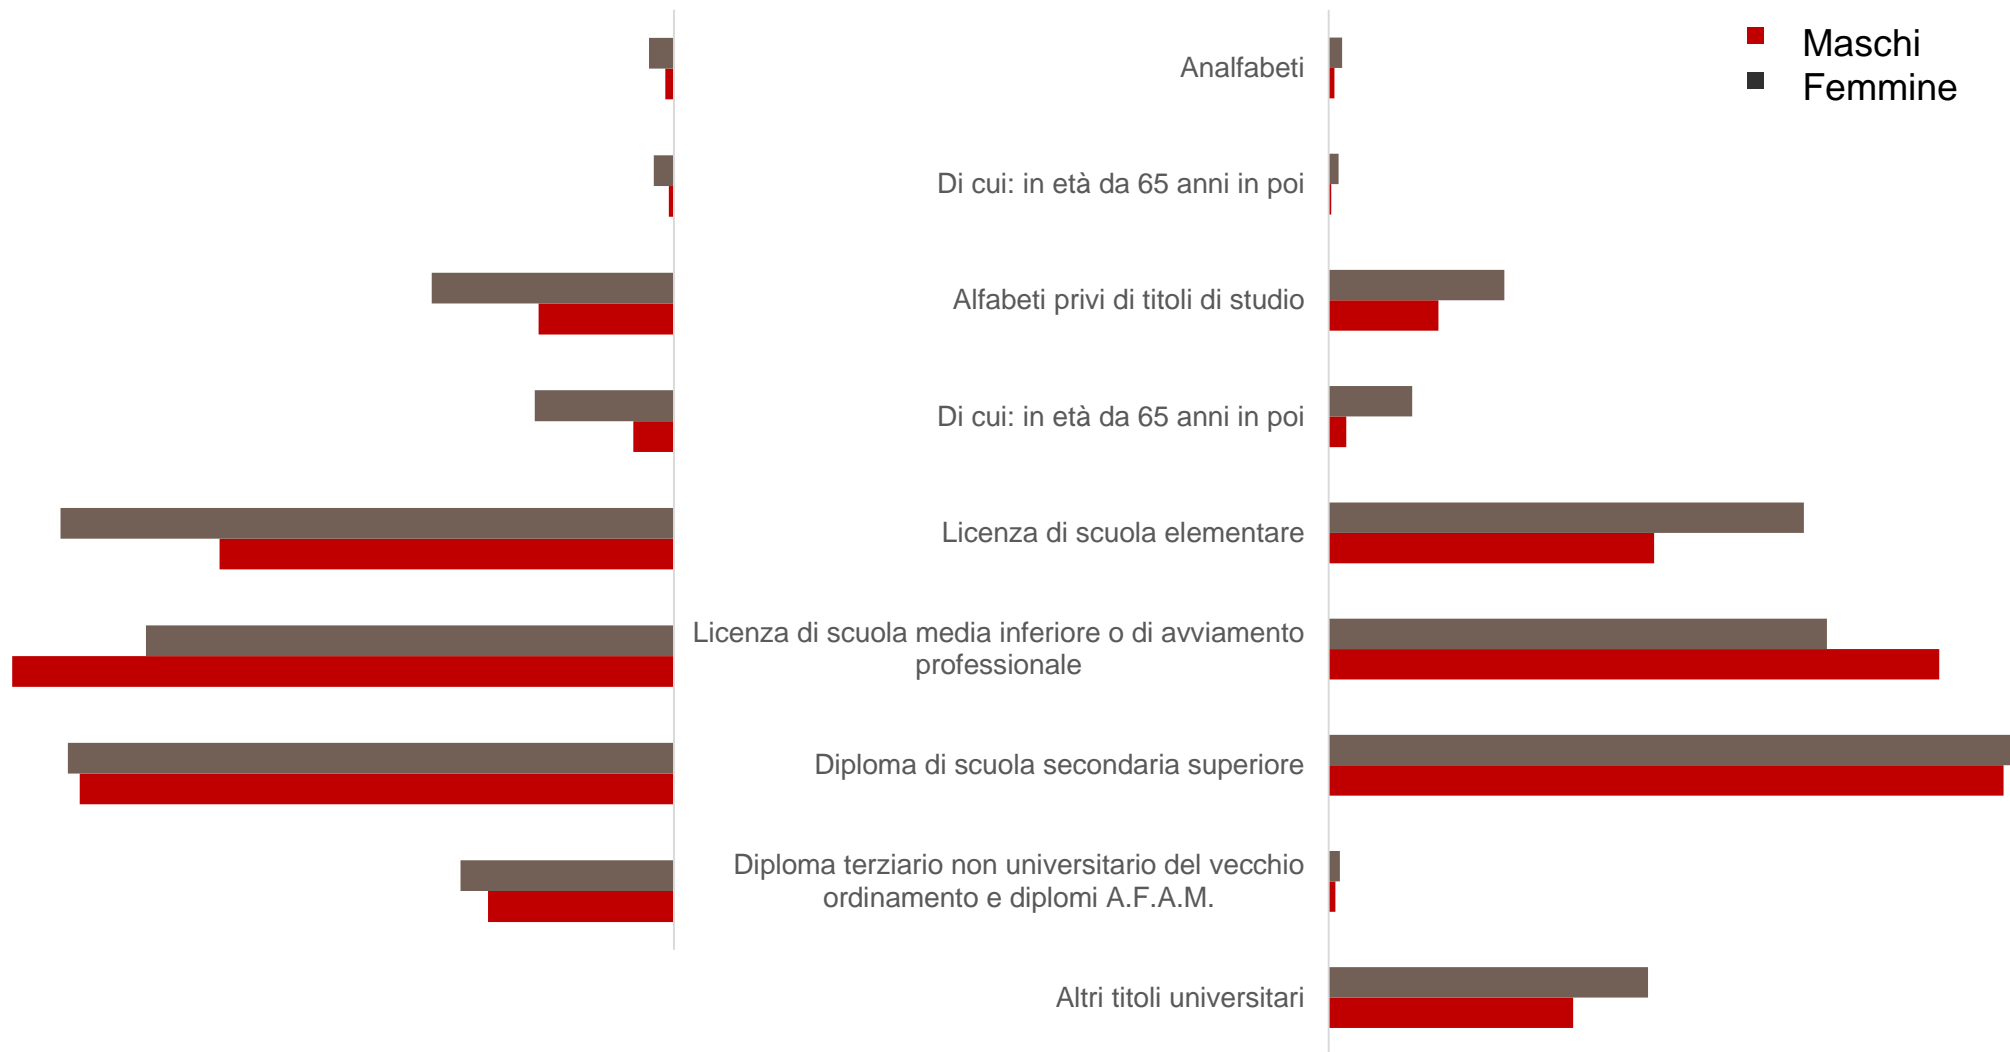 Maschi
Femmine
Analfabeti
Di cui: in età da 65 anni in poi
Alfabeti privi di titoli di studio
Di cui: in età da 65 anni in poi
Licenza di scuola elementare
Licenza di scuola media inferiore o di avviamento
professionale
Diploma di scuola secondaria superiore
Diploma terziario non universitario del vecchio
ordinamento e diplomi A.F.A.M.
Altri titoli universitari